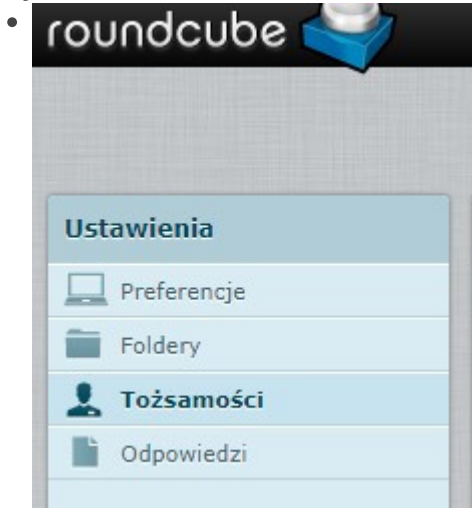 roundcube
Ustawienia
Preferencje
Foldery
Tożsamości
Odpowiedzi